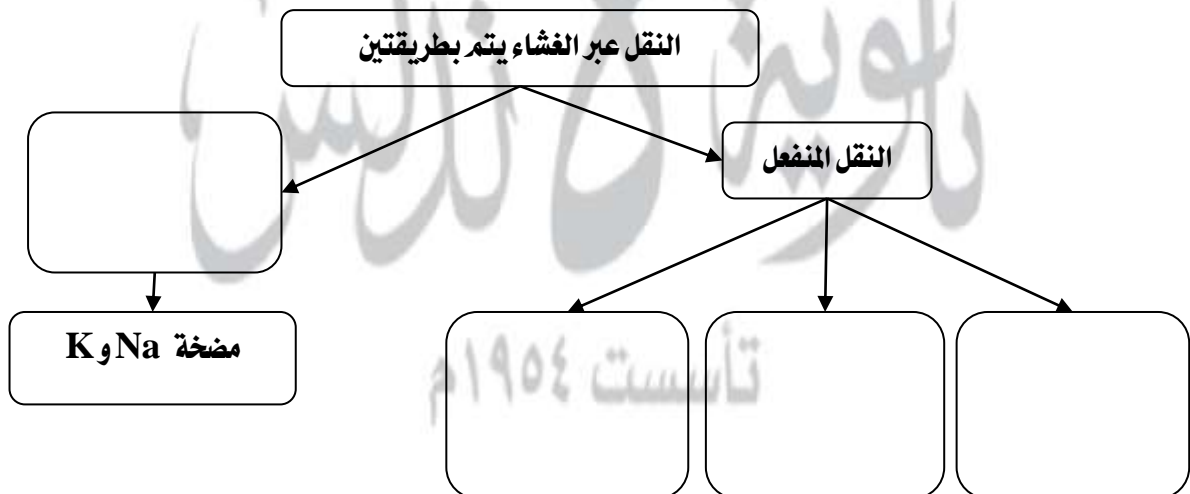 النقل عبر الغشاء يتم بطريقتين
النقل المنفعل
مضخة Na و K
تأسست ١٩٥٤م